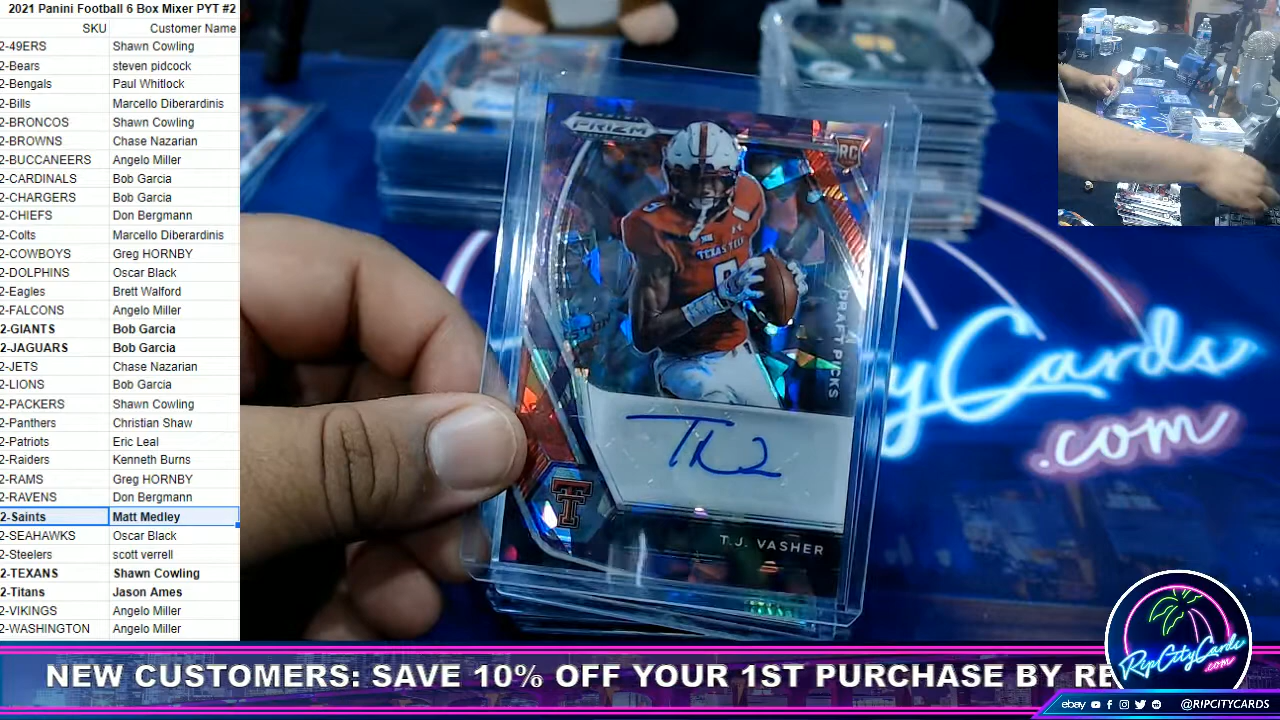 2021 Panini Football 6 Box Mixer PYT #2
SKU Customer Name
2-49ERS Shawn Cowling
2-Bears steven pidcock
2-Bengals Paul Whitlock
2-Bills Marcello Diberardinis
2-BRONCOS Shawn Cowling
2-BROWNS Chase Nazarian
2-BUCCANEERS Angelo Miller
2-CARDINALS Bob Garcia
2-CHARGERS Bob Garcia
2-CHIEFS Don Bergmann
2-Colts Marcello Diberardinis
2-COWBOYS Greg HORNBY
2-DOLPHINS Oscar Black
2-Eagles Brett Walford
2-FALCONS Angelo Miller
2-GIANTS Bob Garcia
2-JAGUARS Bob Garcia
2-JETS Chase Nazarian
2-LIONS Bob Garcia
2-PACKERS Shawn Cowling
2-Panthers Christian Shaw
2-Patriots Eric Leal
2-Raiders Kenneth Burns
2-RAMS Greg HORNBY
2-RAVENS Don Bergmann
2-Saints Matt Medley
2-SEAHAWKS Oscar Black
2-Steelers scott verrell
2-TEXANS Shawn Cowling
2-Titans Jason Ames
2-VIKINGS Angelo Miller
2-WASHINGTON Angelo Miller
PRIZM
RC
TEXAS TECH
9
DRAFT PICKS
T.J. VASHER
yCards
.com
NEW CUSTOMERS: SAVE 10% OFF YOUR 1ST PURCHASE BY RE
RipCityCards
.com
ebay @RIPCITYCARDS